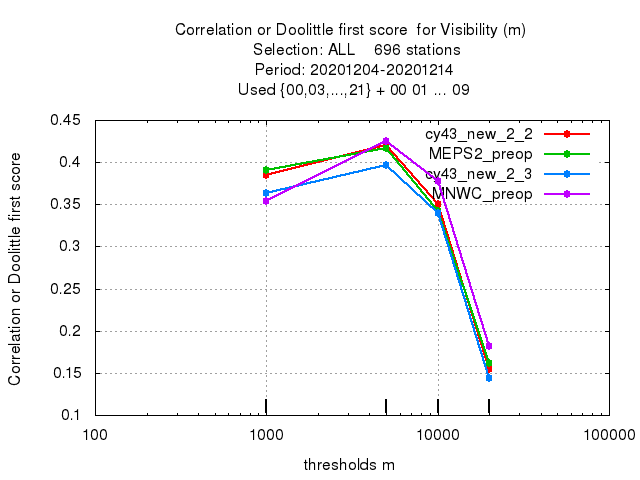 Correlation or Doolittle first score  for Visibility (m)
Selection: ALL    696 stations
Period: 20201204-20201214
Used {00,03,...,21} + 00 01 ... 09
Correlation or Doolittle first score
0.45
0.4
0.35
0.3
0.25
0.2
0.15
0.1
cy43_new_2_2
MEPS2_preop
cy43_new_2_3
MNWC_preop
100
1000
10000
100000
thresholds m